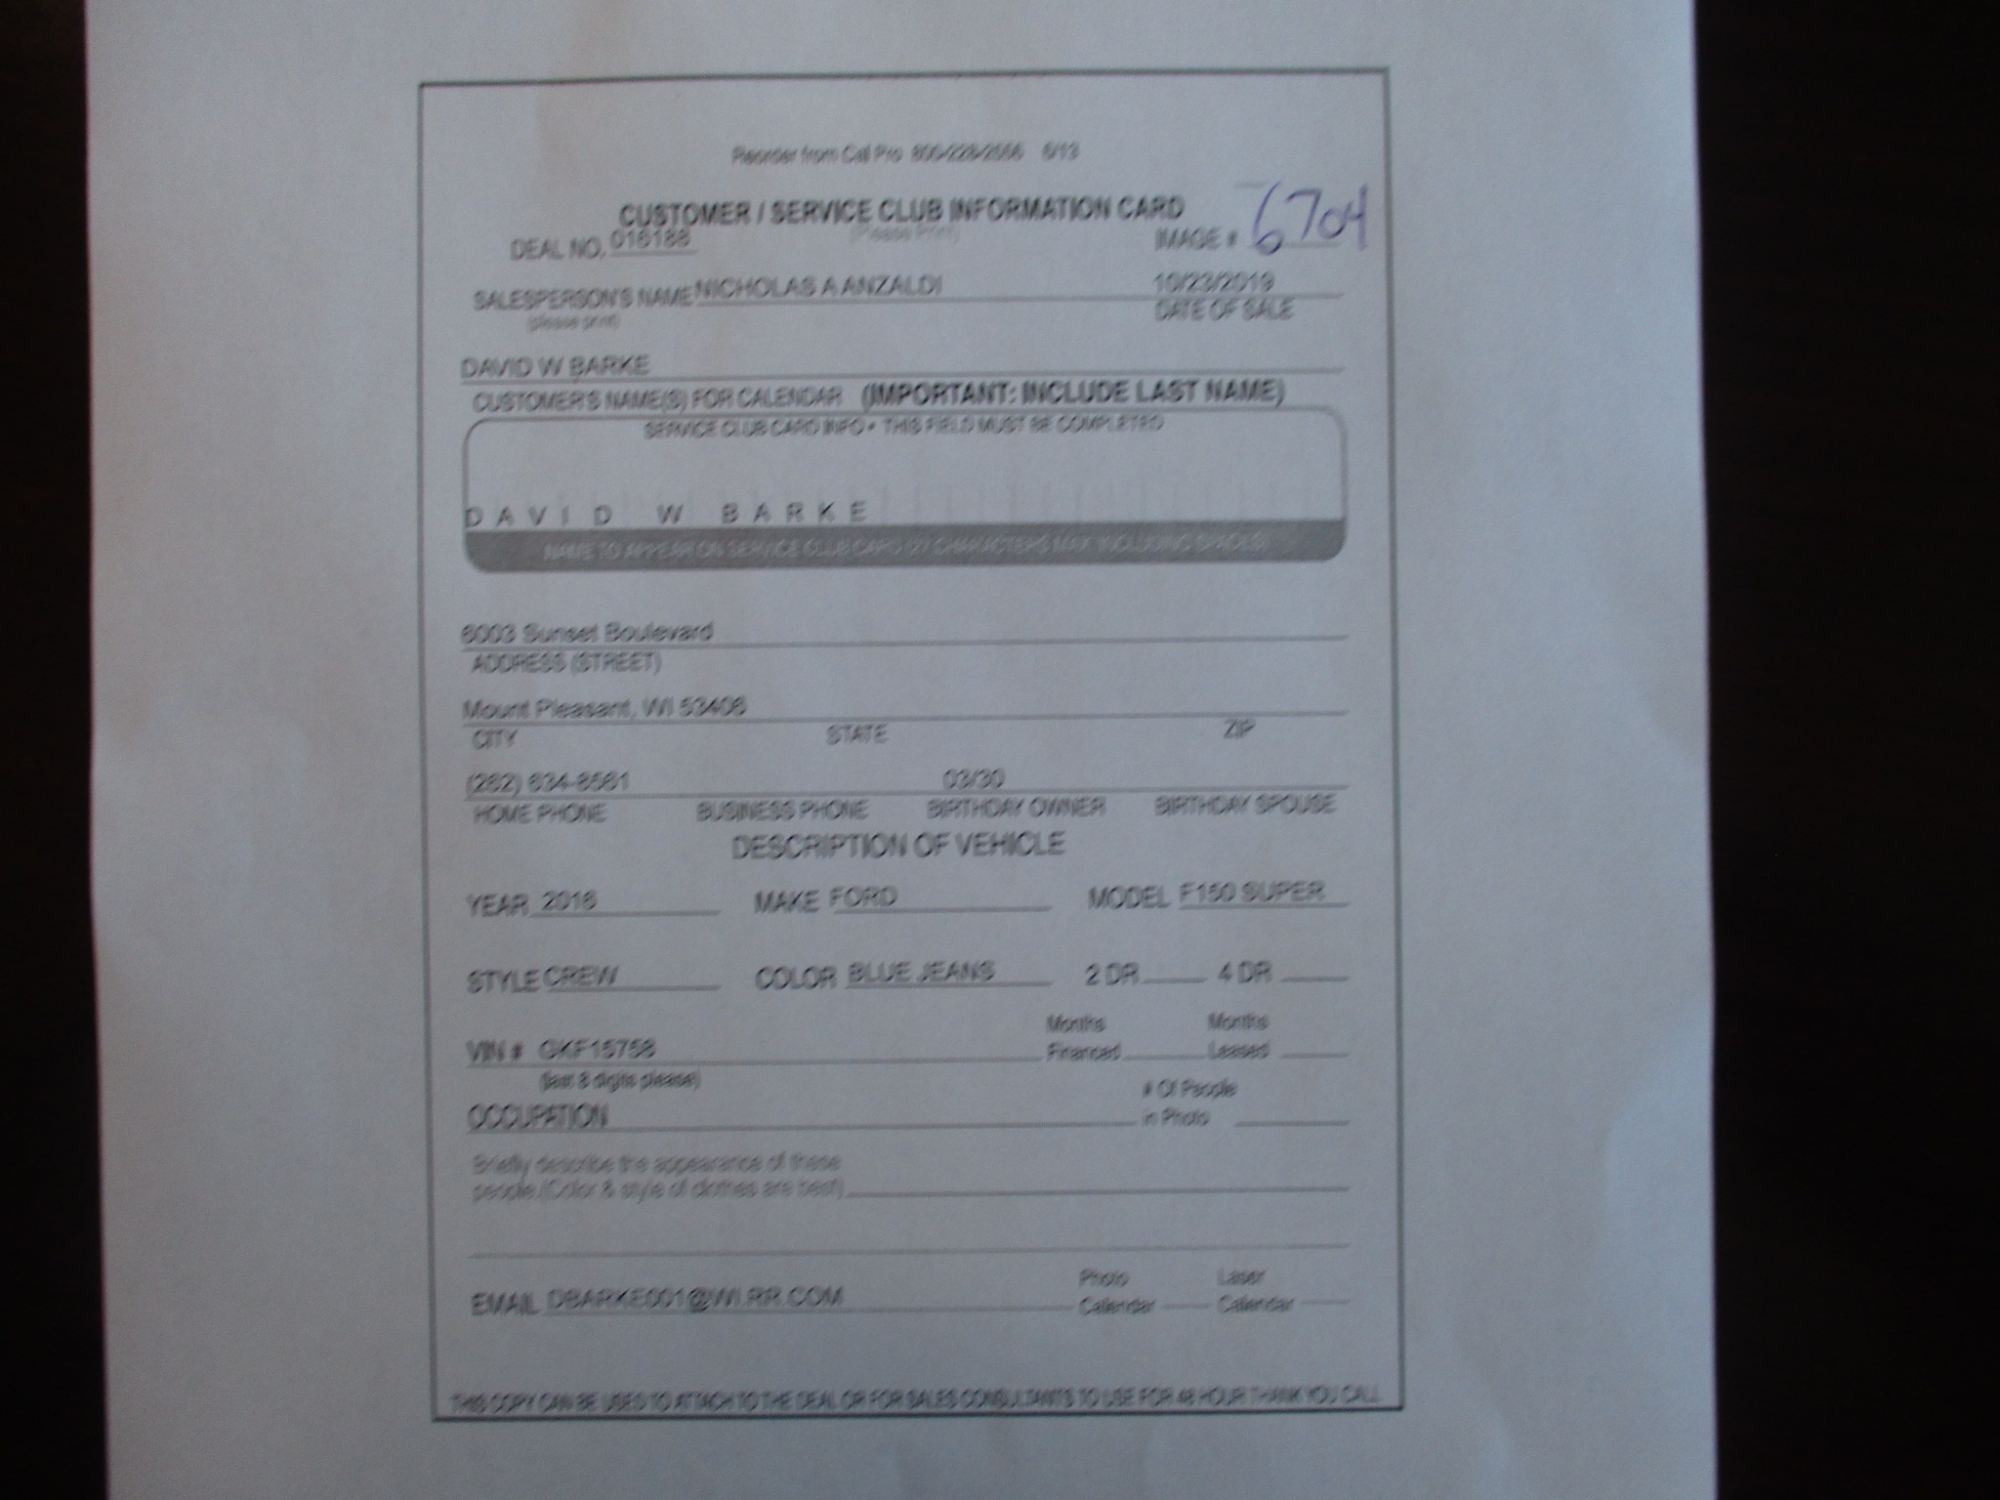 Reorder from Cal Pro 800/228/2556 6/13
CUSTOMER / SERVICE CLUB INFORMATION CARD
(Please Print)
DEAL NO. 016188 IMAGE # 6704
SALESPERSON'S NAME NICHOLAS A ANZALDI 10/23/2019
(please print) DATE OF SALE
DAVID W BARKE
CUSTOMER'S NAME(S) FOR CALENDAR (IMPORTANT: INCLUDE LAST NAME)
SERVICE CLUB CARD INFO • THIS FIELD MUST BE COMPLETED
DAVID W BARKE
NAME TO APPEAR ON SERVICE CLUB CARD (27 CHARACTERS MAX. INCLUDING SPACES)
6003 Sunset Boulevard
ADDRESS (STREET)
Mount Pleasant, WI 53406
CITY STATE ZIP
(262) 634-8561 03/30
HOME PHONE BUSINESS PHONE BIRTHDAY OWNER BIRTHDAY SPOUSE
DESCRIPTION OF VEHICLE
YEAR 2016 MAKE FORD MODEL F150 SUPER
STYLE CREW COLOR BLUE JEANS 2 DR 4 DR
Months Months
VIN # GKF15758 Financed Leased
(last 8 digits please)
# Of People
OCCUPATION in Photo
Briefly describe the appearance of these
people.(Color & style of clothes are best)
Photo Laser
EMAIL DBARKE001@WI.RR.COM Calendar Calendar
THIS COPY CAN BE USED TO ATTACH TO THE DEAL OR FOR SALES CONSULTANTS TO USE FOR 48 HOUR THANK YOU CALL